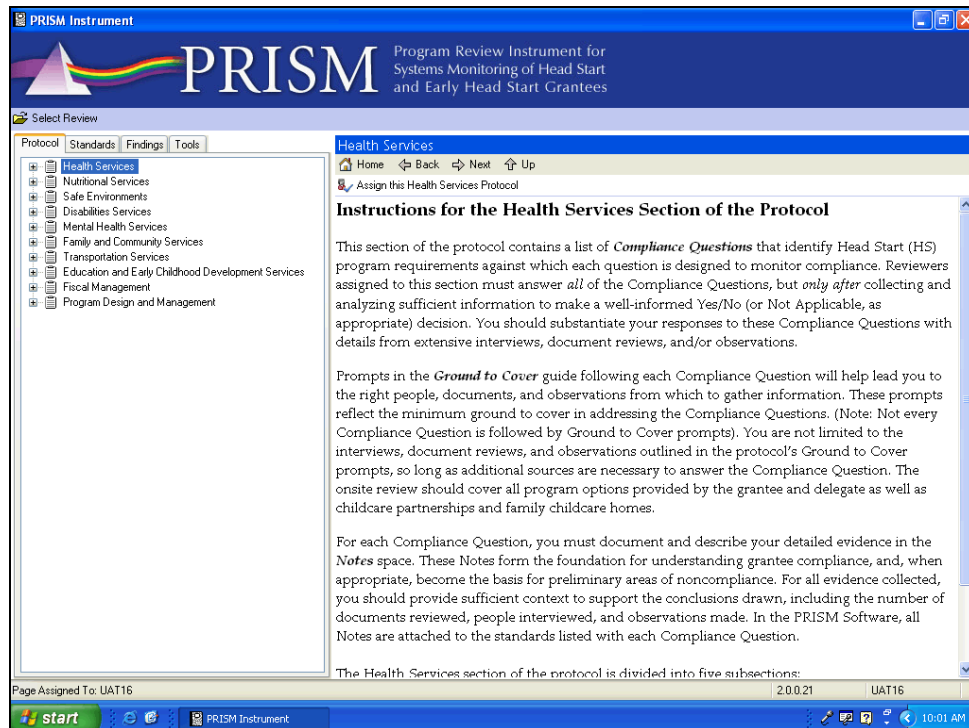 PRISM Instrument
PRISM
Program Review Instrument for
Systems Monitoring of Head Start
and Early Head Start Grantees
Select Review
Protocol Standards Findings Tools
Health Services
Nutritional Services
Safe Environments
Disabilities Services
Mental Health Services
Family and Community Services
Transportation Services
Education and Early Childhood Development Services
Fiscal Management
Program Design and Management
Health Services
Home Back Next Up
Assign this Health Services Protocol
Instructions for the Health Services Section of the Protocol
This section of the protocol contains a list of Compliance Questions that identify Head Start (HS)
program requirements against which each question is designed to monitor compliance. Reviewers
assigned to this section must answer all of the Compliance Questions, but only after collecting and
analyzing sufficient information to make a well-informed Yes/No (or Not Applicable, as
appropriate) decision. You should substantiate your responses to these Compliance Questions with
details from extensive interviews, document reviews, and/or observations.
Prompts in the Ground to Cover guide following each Compliance Question will help lead you to
the right people, documents, and observations from which to gather information. These prompts
reflect the minimum ground to cover in addressing the Compliance Questions. (Note: Not every
Compliance Question is followed by Ground to Cover prompts). You are not limited to the
interviews, document reviews, and observations outlined in the protocol's Ground to Cover
prompts, so long as additional sources are necessary to answer the Compliance Question. The
onsite review should cover all program options provided by the grantee and delegate as well as
childcare partnerships and family childcare homes.
For each Compliance Question, you must document and describe your detailed evidence in the
Notes space. These Notes form the foundation for understanding grantee compliance, and, when
appropriate, become the basis for preliminary areas of noncompliance. For all evidence collected,
you should provide sufficient context to support the conclusions drawn, including the number of
documents reviewed, people interviewed, and observations made. In the PRISM Software, all
Notes are attached to the standards listed with each Compliance Question.
The Health Services section of the protocol is divided into five subsections:
Page Assigned To: UAT16 2.0.0.21 UAT16
start PRISM Instrument 10:01 AM